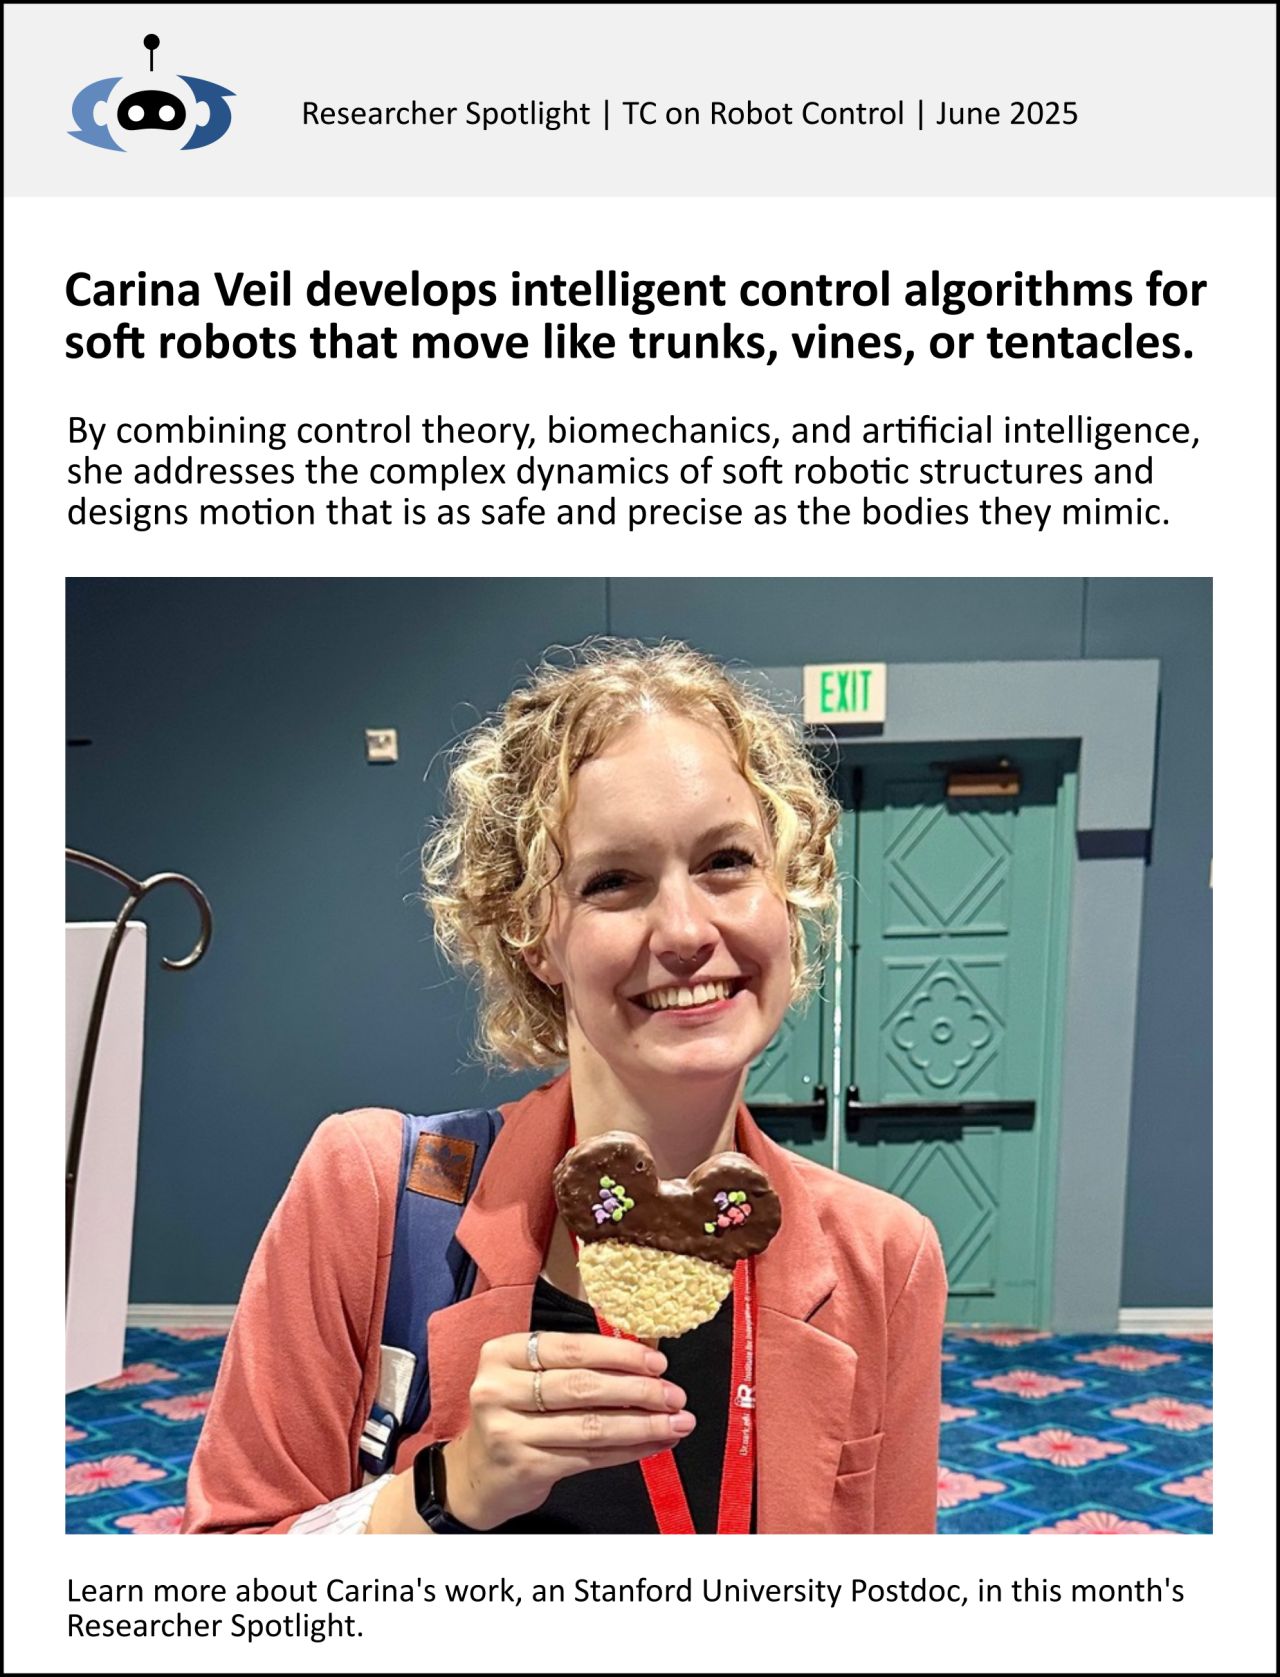 Researcher Spotlight | TC on Robot Control | June 2025
Carina Veil develops intelligent control algorithms for
soft robots that move like trunks, vines, or tentacles.
By combining control theory, biomechanics, and artificial intelligence,
she addresses the complex dynamics of soft robotic structures and
designs motion that is as safe and precise as the bodies they mimic.
EXIT
Learn more about Carina's work, an Stanford University Postdoc, in this month's
Researcher Spotlight.